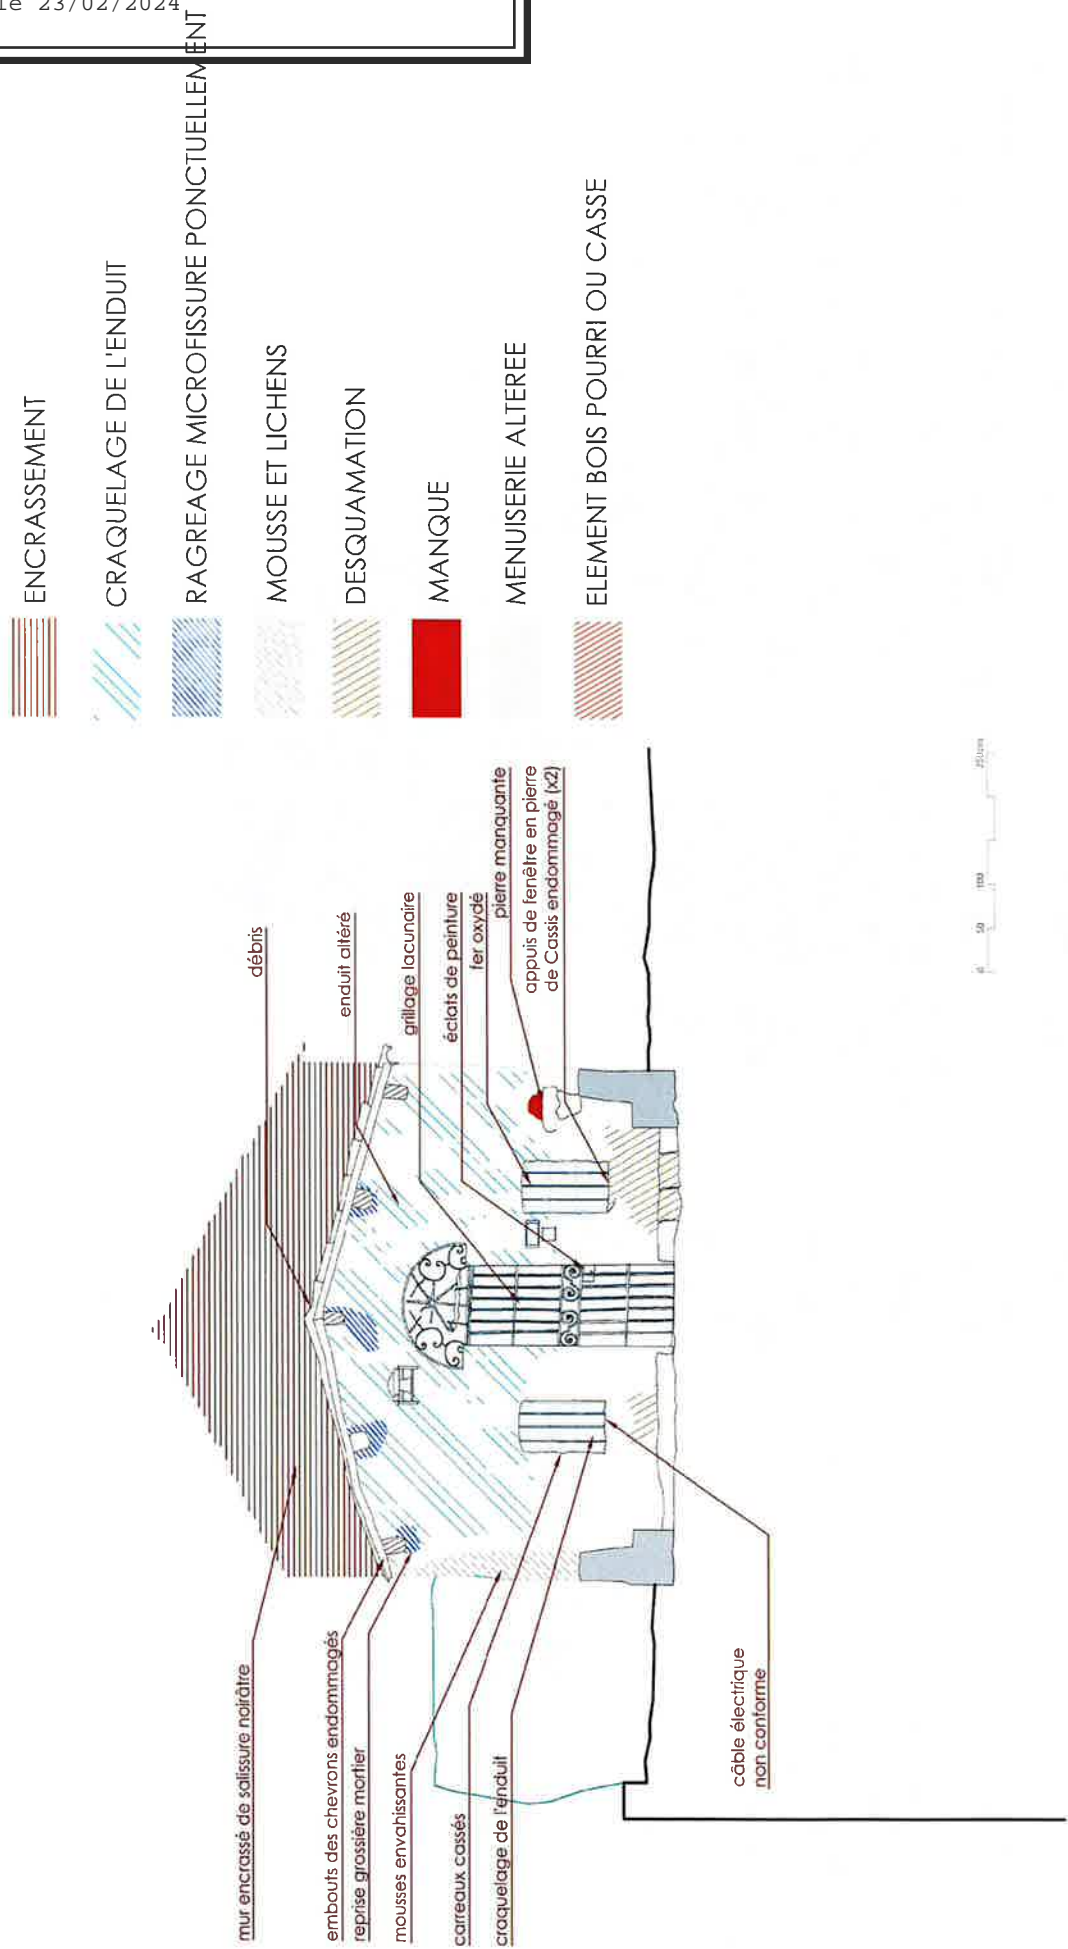 le 23/02/2024
ENCRASSEMENT
CRAQUELAGE DE L'ENDUIT
RAGREAGE MICROFISSURE PONCTUELLEMENT
MOUSSE ET LICHENS
DESQUAMATION
MANQUE
MENUISERIE ALTEREE
ELEMENT BOIS POURRI OU CASSE
mur encrassé de salissure noirâtre
embouts des chevrons endommagés
reprise grossière mortier
mousses envahissantes
carreaux cassés
craquelage de l'enduit
câble électrique
non conforme
débris
enduit altéré
grillage lacunaire
éclats de peinture
fer oxydé
pierre manquante
appuis de fenêtre en pierre
de Cassis endommagé (x2)
0 50 100